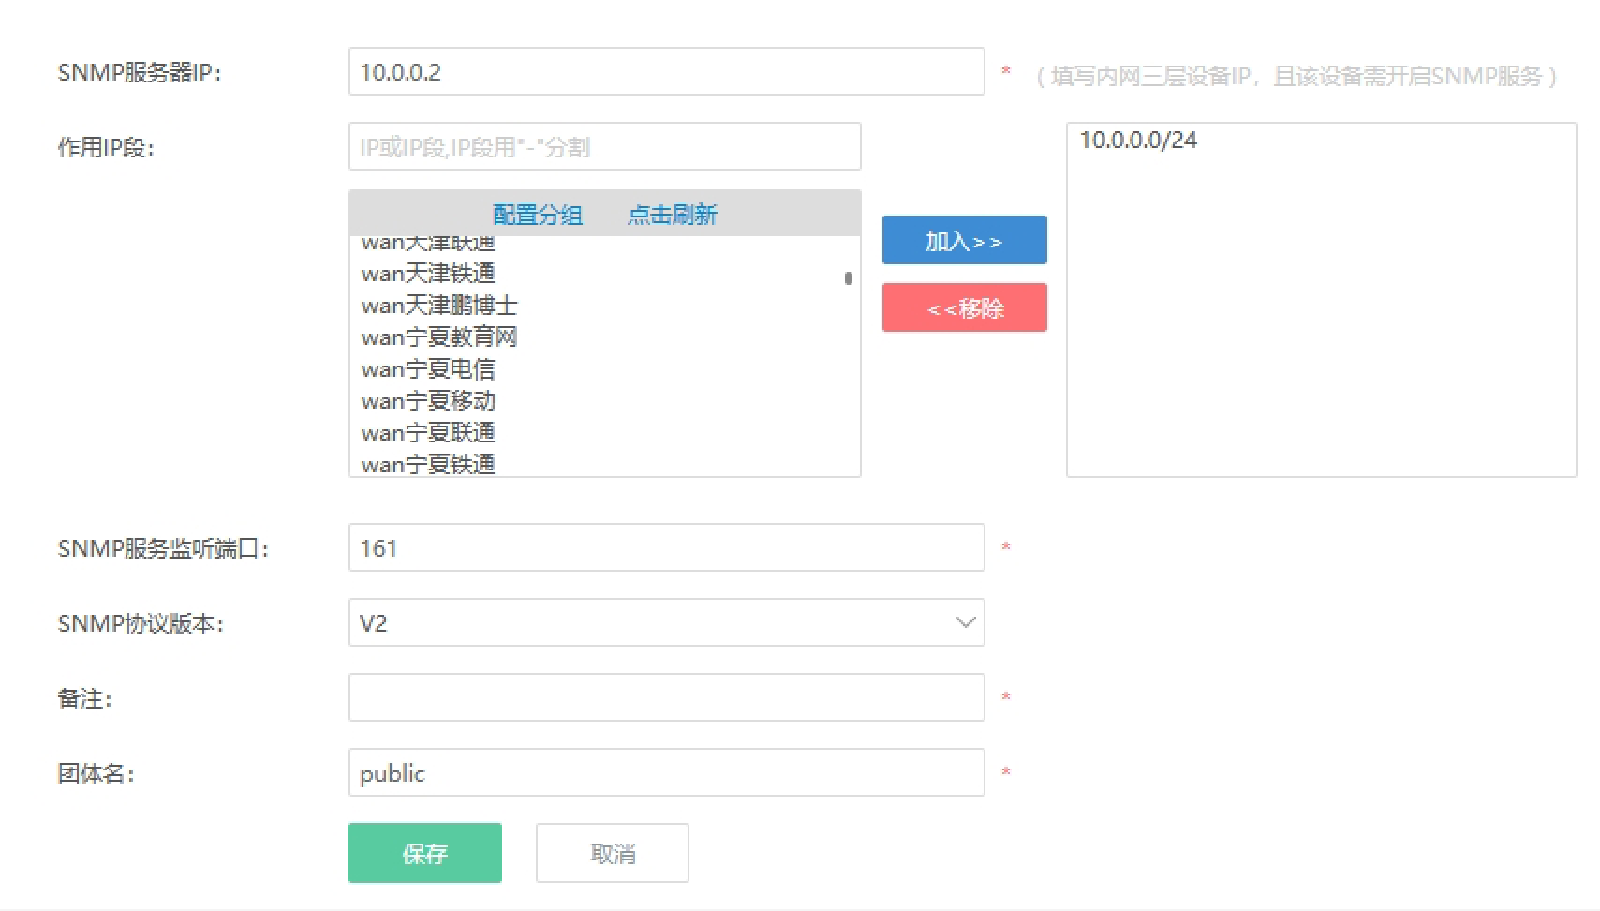 SNMP服务器IP：
10.0.0.2
*
（填写内网三层设备IP，且该设备需开启SNMP服务）
作用IP段：
IP或IP段,IP段用"-"分割
10.0.0.0/24
配置分组 点击刷新
wan天津联通
wan天津铁通
wan天津鹏博士
wan宁夏教育网
wan宁夏电信
wan宁夏移动
wan宁夏联通
wan宁夏铁通
加入>>
<<移除
SNMP服务监听端口：
161
*
SNMP协议版本：
V2
备注：
*
团体名：
public
*
保存
取消